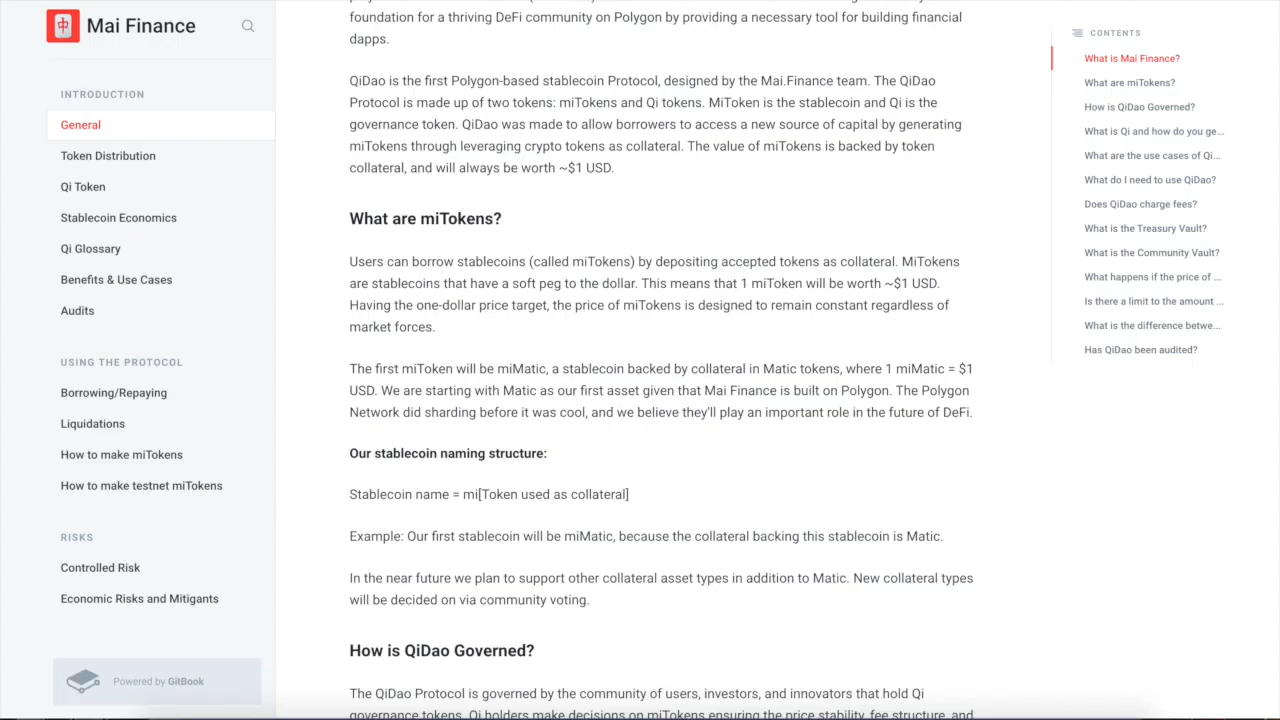 Mai Finance
INTRODUCTION
General
Token Distribution
Qi Token
Stablecoin Economics
Qi Glossary
Benefits & Use Cases
Audits
USING THE PROTOCOL
Borrowing/Repaying
Liquidations
How to make miTokens
How to make testnet miTokens
RISKS
Controlled Risk
Economic Risks and Mitigants
Powered by GitBook
foundation for a thriving DeFi community on Polygon by providing a necessary tool for building financial
dapps.
QiDao is the first Polygon-based stablecoin Protocol, designed by the Mai.Finance team. The QiDao
Protocol is made up of two tokens: miTokens and Qi tokens. MiToken is the stablecoin and Qi is the
governance token. QiDao was made to allow borrowers to access a new source of capital by generating
miTokens through leveraging crypto tokens as collateral. The value of miTokens is backed by token
collateral, and will always be worth ~$1 USD.
What are miTokens?
Users can borrow stablecoins (called miTokens) by depositing accepted tokens as collateral. MiTokens
are stablecoins that have a soft peg to the dollar. This means that 1 miToken will be worth ~$1 USD.
Having the one-dollar price target, the price of miTokens is designed to remain constant regardless of
market forces.
The first miToken will be miMatic, a stablecoin backed by collateral in Matic tokens, where 1 miMatic = $1
USD. We are starting with Matic as our first asset given that Mai Finance is built on Polygon. The Polygon
Network did sharding before it was cool, and we believe they'll play an important role in the future of DeFi.
Our stablecoin naming structure:
Stablecoin name = mi[Token used as collateral]
Example: Our first stablecoin will be miMatic, because the collateral backing this stablecoin is Matic.
In the near future we plan to support other collateral asset types in addition to Matic. New collateral types
will be decided on via community voting.
How is QiDao Governed?
The QiDao Protocol is governed by the community of users, investors, and innovators that hold Qi
governance tokens. Qi holders make decisions on miTokens ensuring the price stability, fee structure, and
CONTENTS
What is Mai Finance?
What are miTokens?
How is QiDao Governed?
What is Qi and how do you ge...
What are the use cases of Qi...
What do I need to use QiDao?
Does QiDao charge fees?
What is the Treasury Vault?
What is the Community Vault?
What happens if the price of ...
Is there a limit to the amount ...
What is the difference betwe...
Has QiDao been audited?